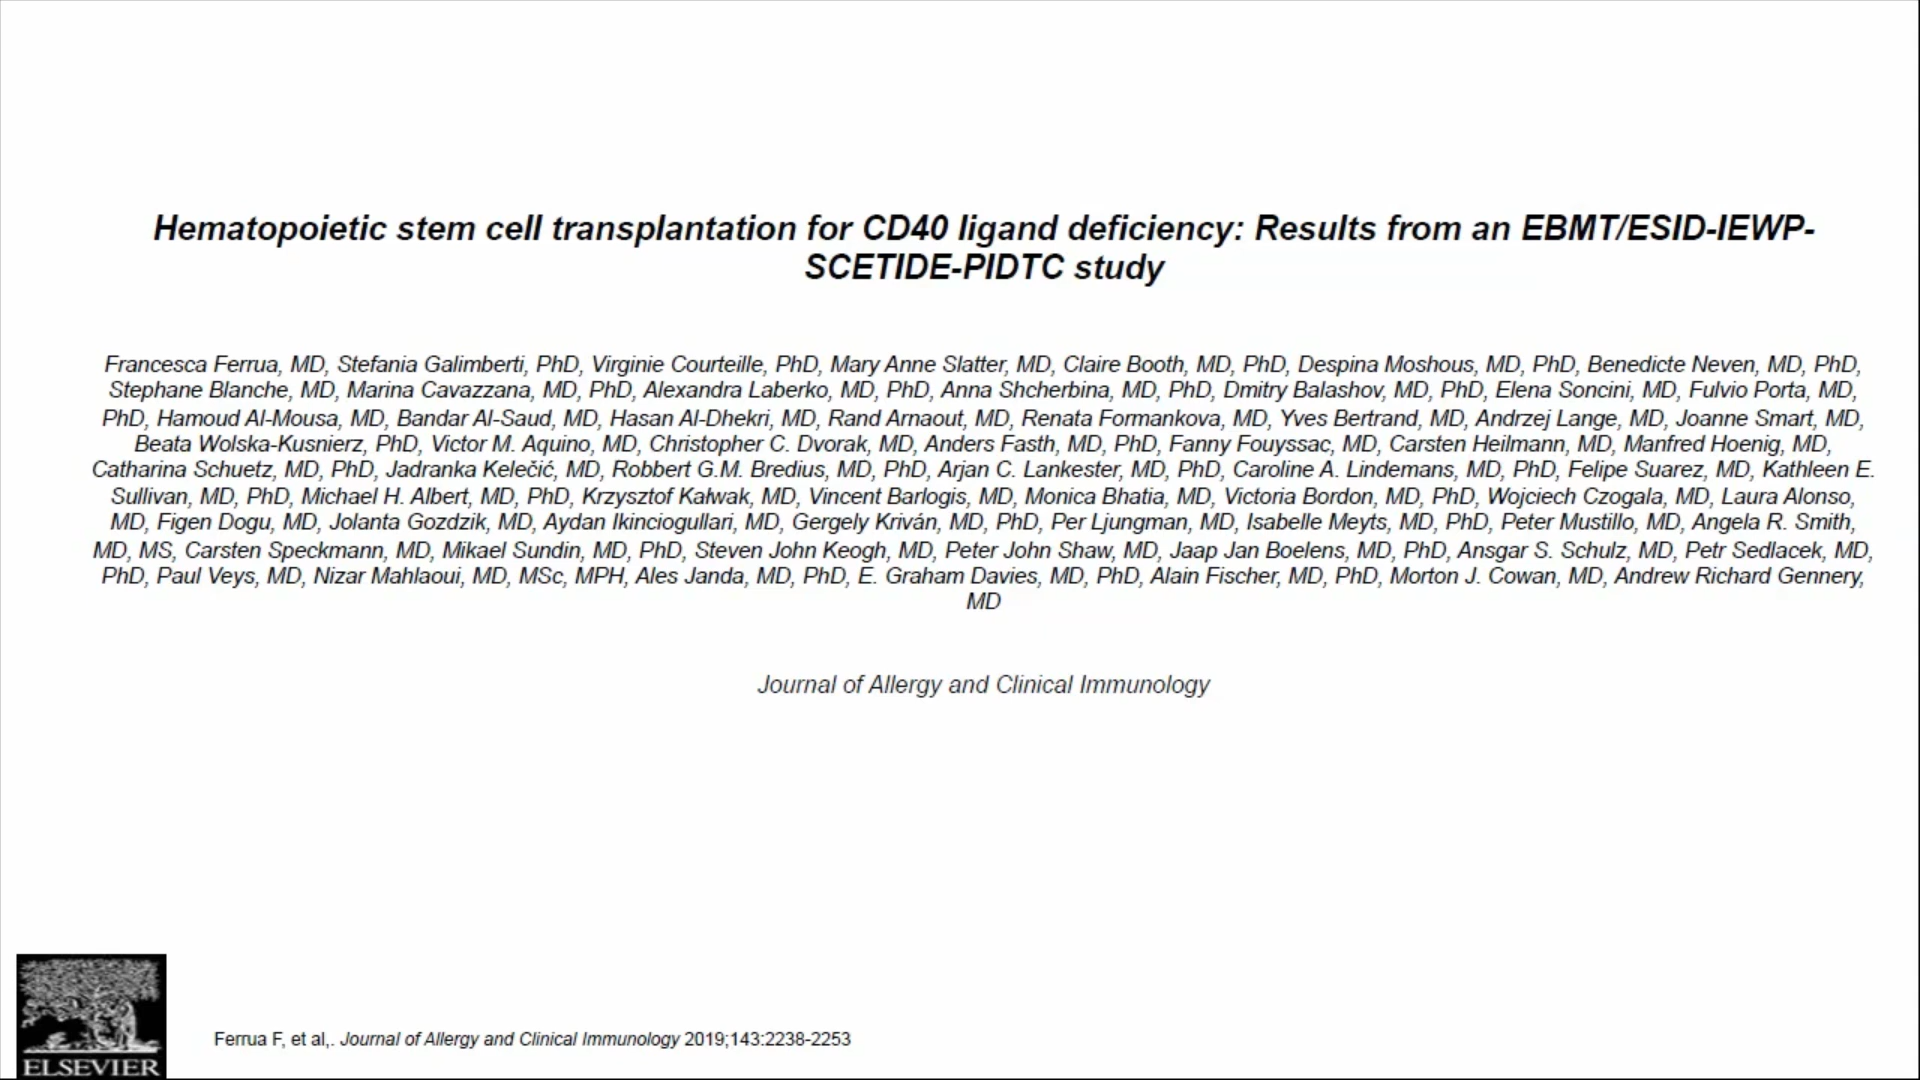 Hematopoietic stem cell transplantation for CD40 ligand deficiency: Results from an EBMT/ESID-IEWP-
SCETIDE-PIDTC study
Francesca Ferrua, MD, Stefania Galimberti, PhD, Virginie Courteille, PhD, Mary Anne Slatter, MD, Claire Booth, MD, PhD, Despina Moshous, MD, PhD, Benedicte Neven, MD, PhD,
Stephane Blanche, MD, Marina Cavazzana, MD, PhD, Alexandra Laberko, MD, PhD, Anna Shcherbina, MD, PhD, Dmitry Balashov, MD, PhD, Elena Soncini, MD, Fulvio Porta, MD,
PhD, Hamoud Al-Mousa, MD, Bandar Al-Saud, MD, Hasan Al-Dhekri, MD, Rand Arnaout, MD, Renata Formankova, MD, Yves Bertrand, MD, Andrzej Lange, MD, Joanne Smart, MD,
Beata Wolska-Kusnierz, PhD, Victor M. Aquino, MD, Christopher C. Dvorak, MD, Anders Fasth, MD, PhD, Fanny Fouyssac, MD, Carsten Heilmann, MD, Manfred Hoenig, MD,
Catharina Schuetz, MD, PhD, Jadranka Kelečić, MD, Robbert G.M. Bredius, MD, PhD, Arjan C. Lankester, MD, PhD, Caroline A. Lindemans, MD, PhD, Felipe Suarez, MD, Kathleen E.
Sullivan, MD, PhD, Michael H. Albert, MD, PhD, Krzysztof Kałwak, MD, Vincent Barlogis, MD, Monica Bhatia, MD, Victoria Bordon, MD, PhD, Wojciech Czogala, MD, Laura Alonso,
MD, Figen Dogu, MD, Jolanta Gozdzik, MD, Aydan Ikinciogullari, MD, Gergely Kriván, MD, PhD, Per Ljungman, MD, Isabelle Meyts, MD, PhD, Peter Mustillo, MD, Angela R. Smith,
MD, MS, Carsten Speckmann, MD, Mikael Sundin, MD, PhD, Steven John Keogh, MD, Peter John Shaw, MD, Jaap Jan Boelens, MD, PhD, Ansgar S. Schulz, MD, Petr Sedlacek, MD,
PhD, Paul Veys, MD, Nizar Mahlaoui, MD, MSc, MPH, Ales Janda, MD, PhD, E. Graham Davies, MD, PhD, Alain Fischer, MD, PhD, Morton J. Cowan, MD, Andrew Richard Gennery,
MD
Journal of Allergy and Clinical Immunology
Ferrua F, et al,. Journal of Allergy and Clinical Immunology 2019;143:2238-2253
ELSEVIER